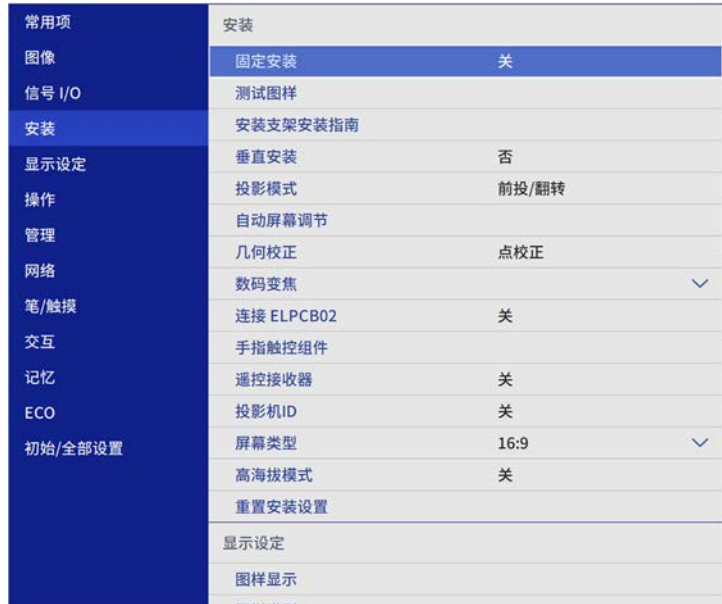 常用项
图像
信号 I/O
安装
显示设定
操作
管理
网络
笔/触摸
交互
记忆
ECO
初始/全部设置
安装
固定安装 关
测试图样
安装支架安装指南
垂直安装 否
投影模式 前投/翻转
自动屏幕调节
几何校正 点校正
数码变焦
连接 ELPCB02 关
手指触控组件
遥控接收器 关
投影机ID 关
屏幕类型 16:9
高海拔模式 关
重置安装设置
显示设定
图样显示